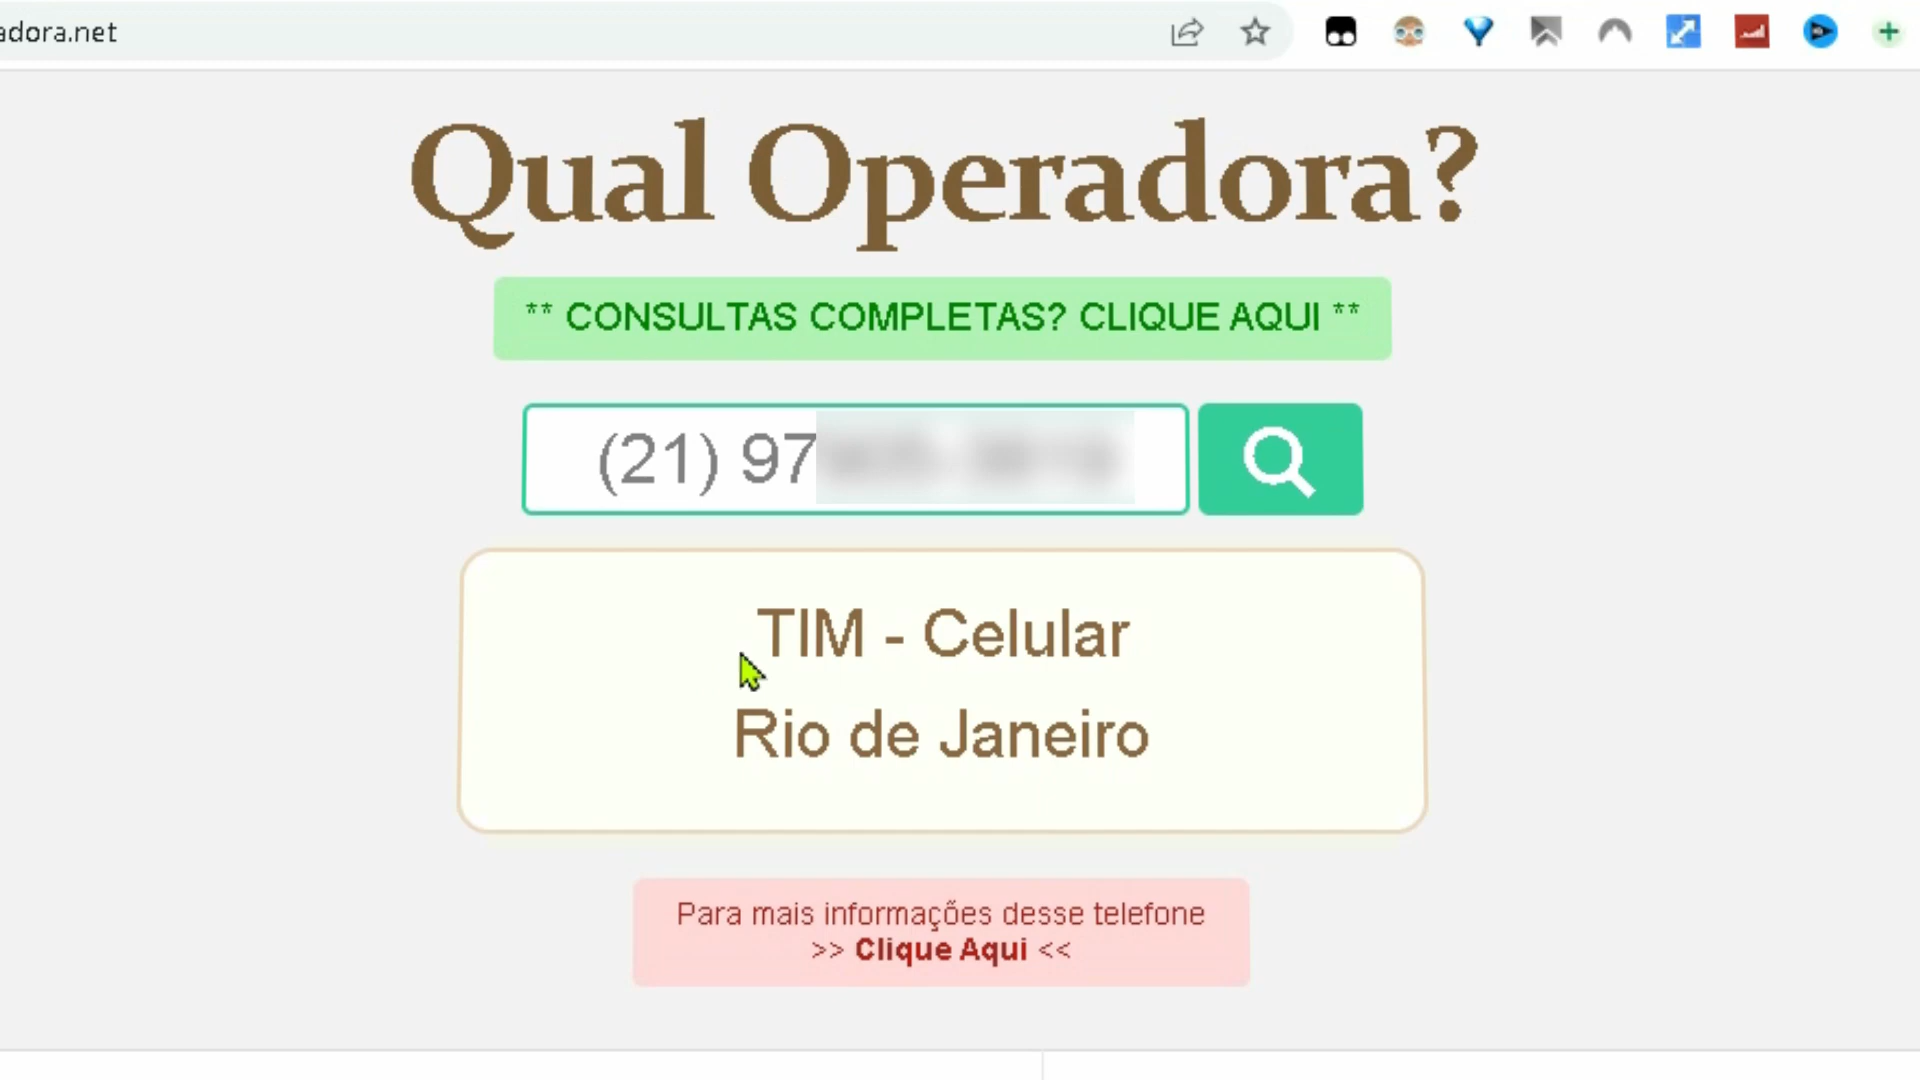 adora.net
Qual Operadora?
** CONSULTAS COMPLETAS? CLIQUE AQUI **
(21) 97
TIM - Celular
Rio de Janeiro
Para mais informações desse telefone
>> Clique Aqui <<